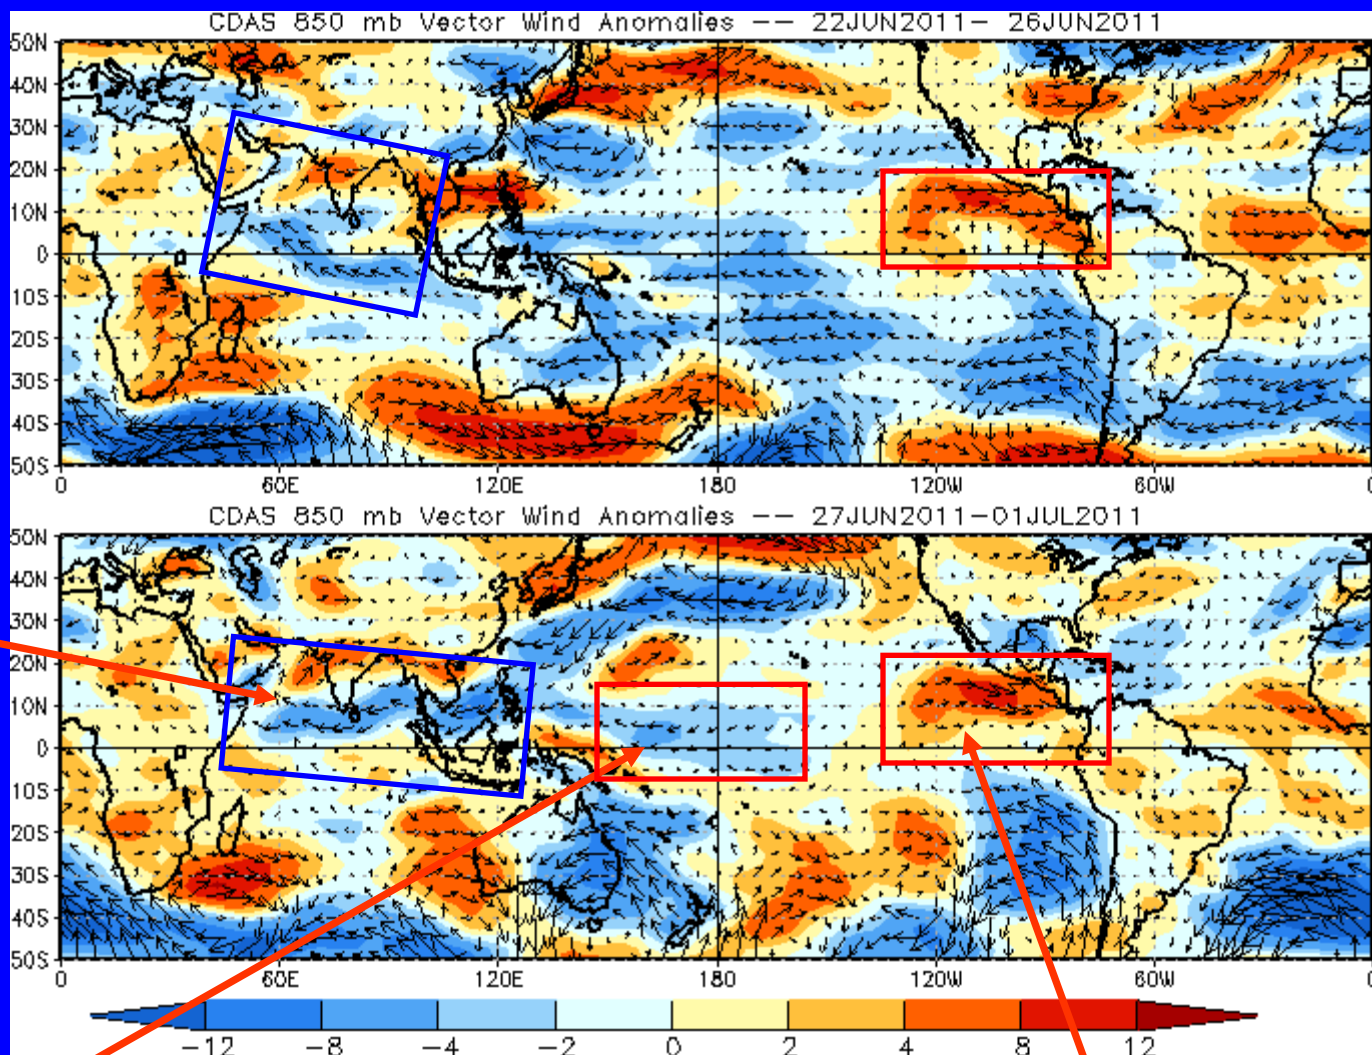 CDAS 850 mb Vector Wind Anomalies –– 22JUN2011– 26JUN2011
50N
40N
30N
20N
10N
0
10S
20S
30S
40S
50S
0 60E 120E 180 120W 60W 0
CDAS 850 mb Vector Wind Anomalies –– 27JUN2011–01JUL2011
50N
40N
30N
20N
10N
0
10S
20S
30S
40S
50S
0 60E 120E 180 120W 60W 0
−12 −8 −4 −2 0 2 4 8 12